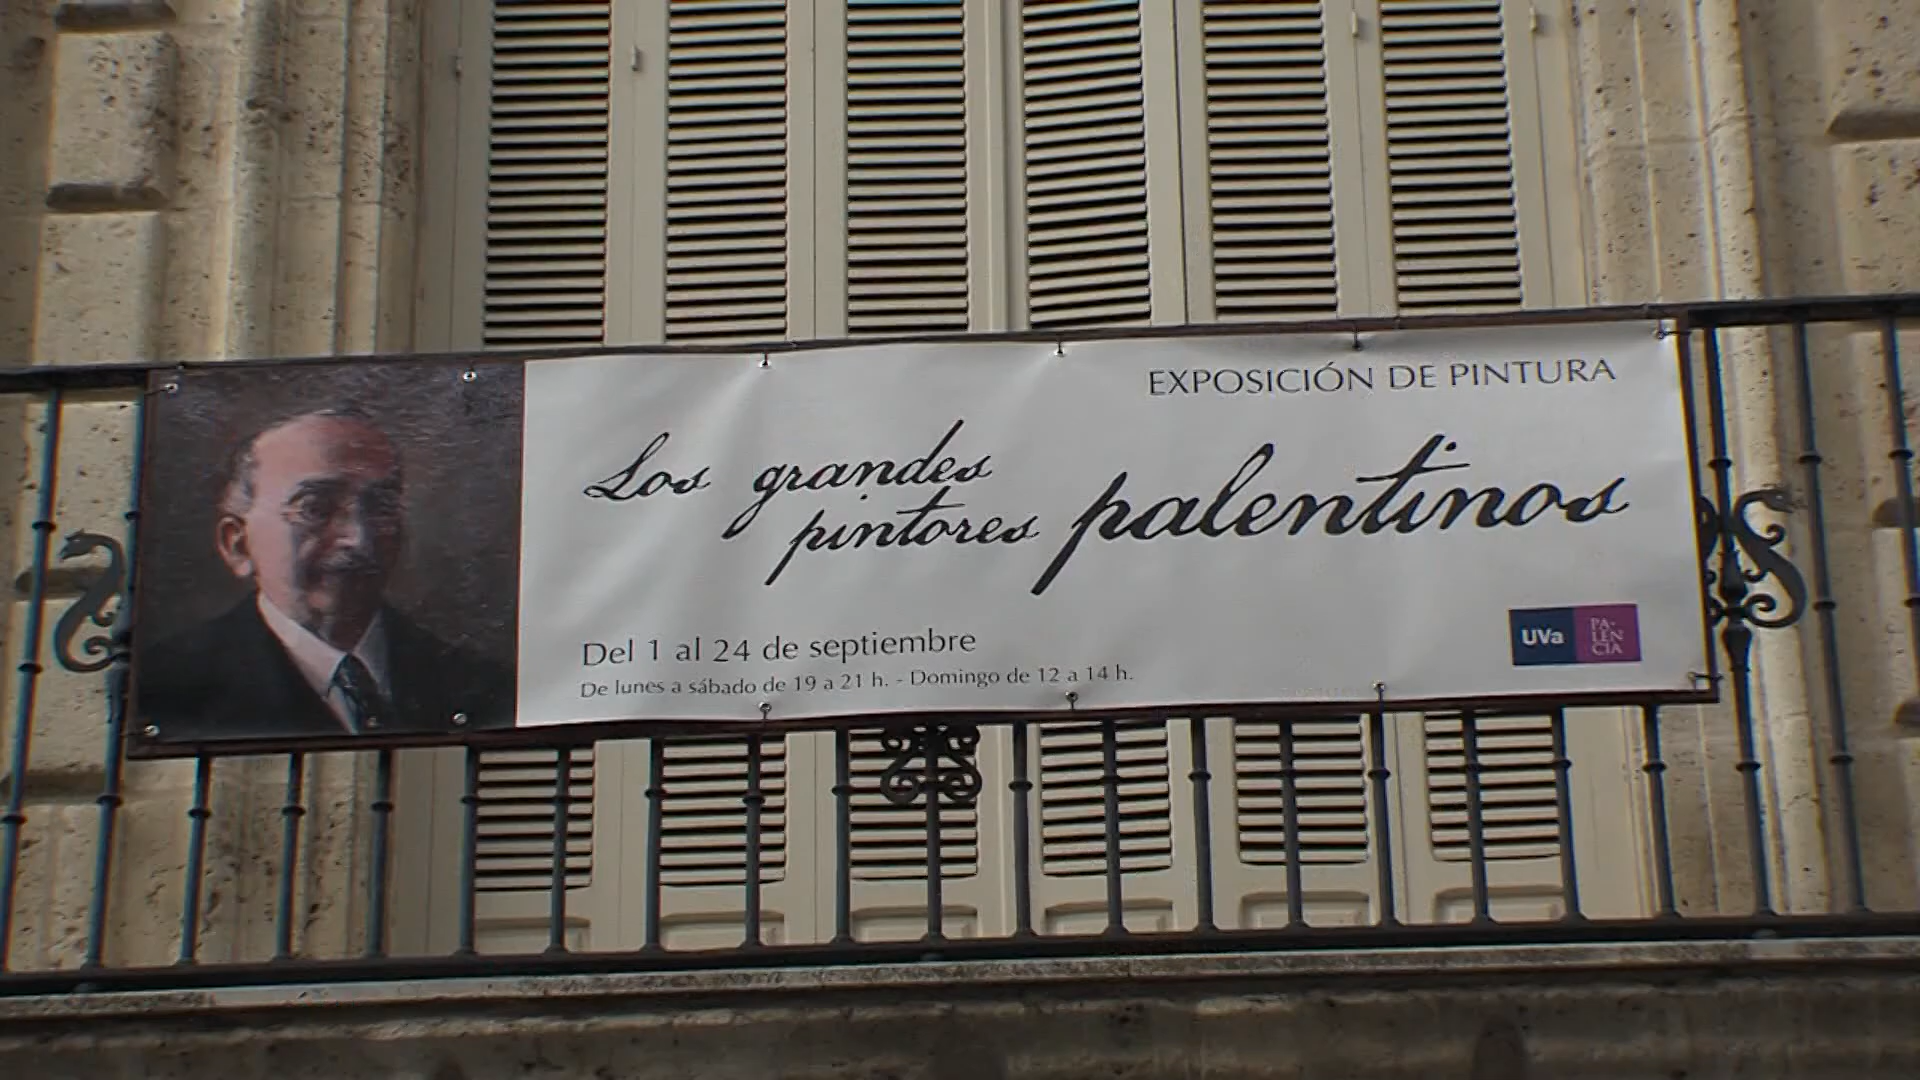 EXPOSICIÓN DE PINTURA
Los grandes
pintores palentinos
Del 1 al 24 de septiembre
De lunes a sábado de 19 a 21 h. - Domingo de 12 a 14 h.
UVa
PA-
LEN
CIA